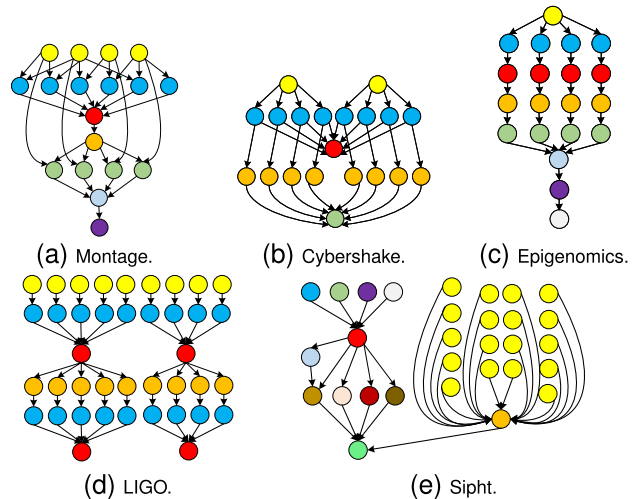 (a) Montage.
(b) Cybershake.
(c) Epigenomics.
(d) LIGO.
(e) Sipht.